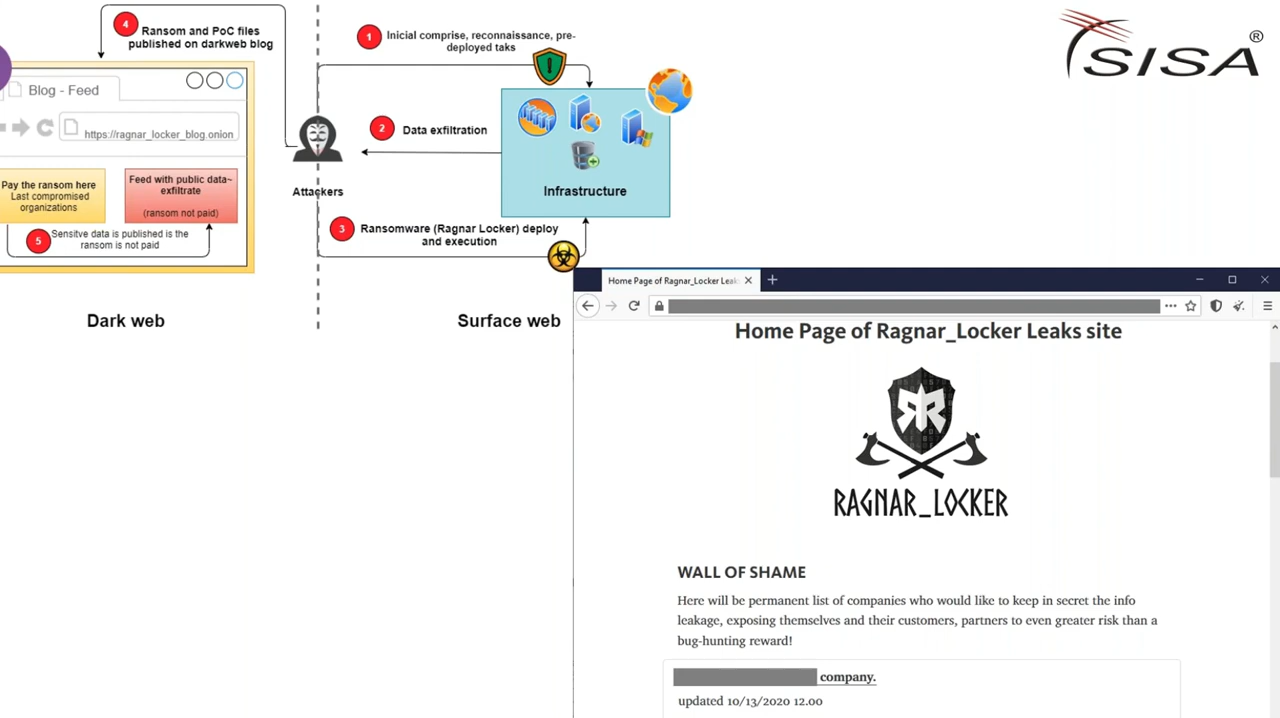 4
Ransom and PoC files
published on darkweb blog
1
Inicial comprise, reconnaissance, pre-
deployed taks
SISA®
Blog - Feed
https://ragnar_locker_blog.onion
2
Data exfiltration
Pay the ransom here
Last compromised
organizations
Feed with public data~
exfiltrate
(ransom not paid)
Attackers
Infrastructure
5
Sensitve data is published is the
ransom is not paid
3
Ransomware (Ragnar Locker) deploy
and execution
Dark web
Surface web
Home Page of Ragnar_Locker Leaks
Home Page of Ragnar_Locker Leaks site
RAGNAR_LOCKER
WALL OF SHAME
Here will be permanent list of companies who would like to keep in secret the info
leakage, exposing themselves and their customers, partners to even greater risk than a
bug-hunting reward!
company.
updated 10/13/2020 12.00